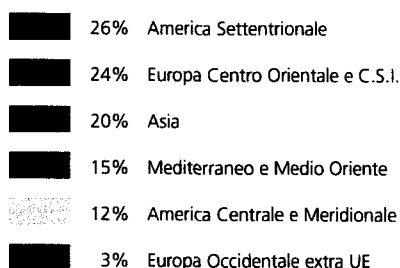 26% America Settentrionale
24% Europa Centro Orientale e C.S.I.
20% Asia
15% Mediterraneo e Medio Oriente
12% America Centrale e Meridionale
3% Europa Occidentale extra UE